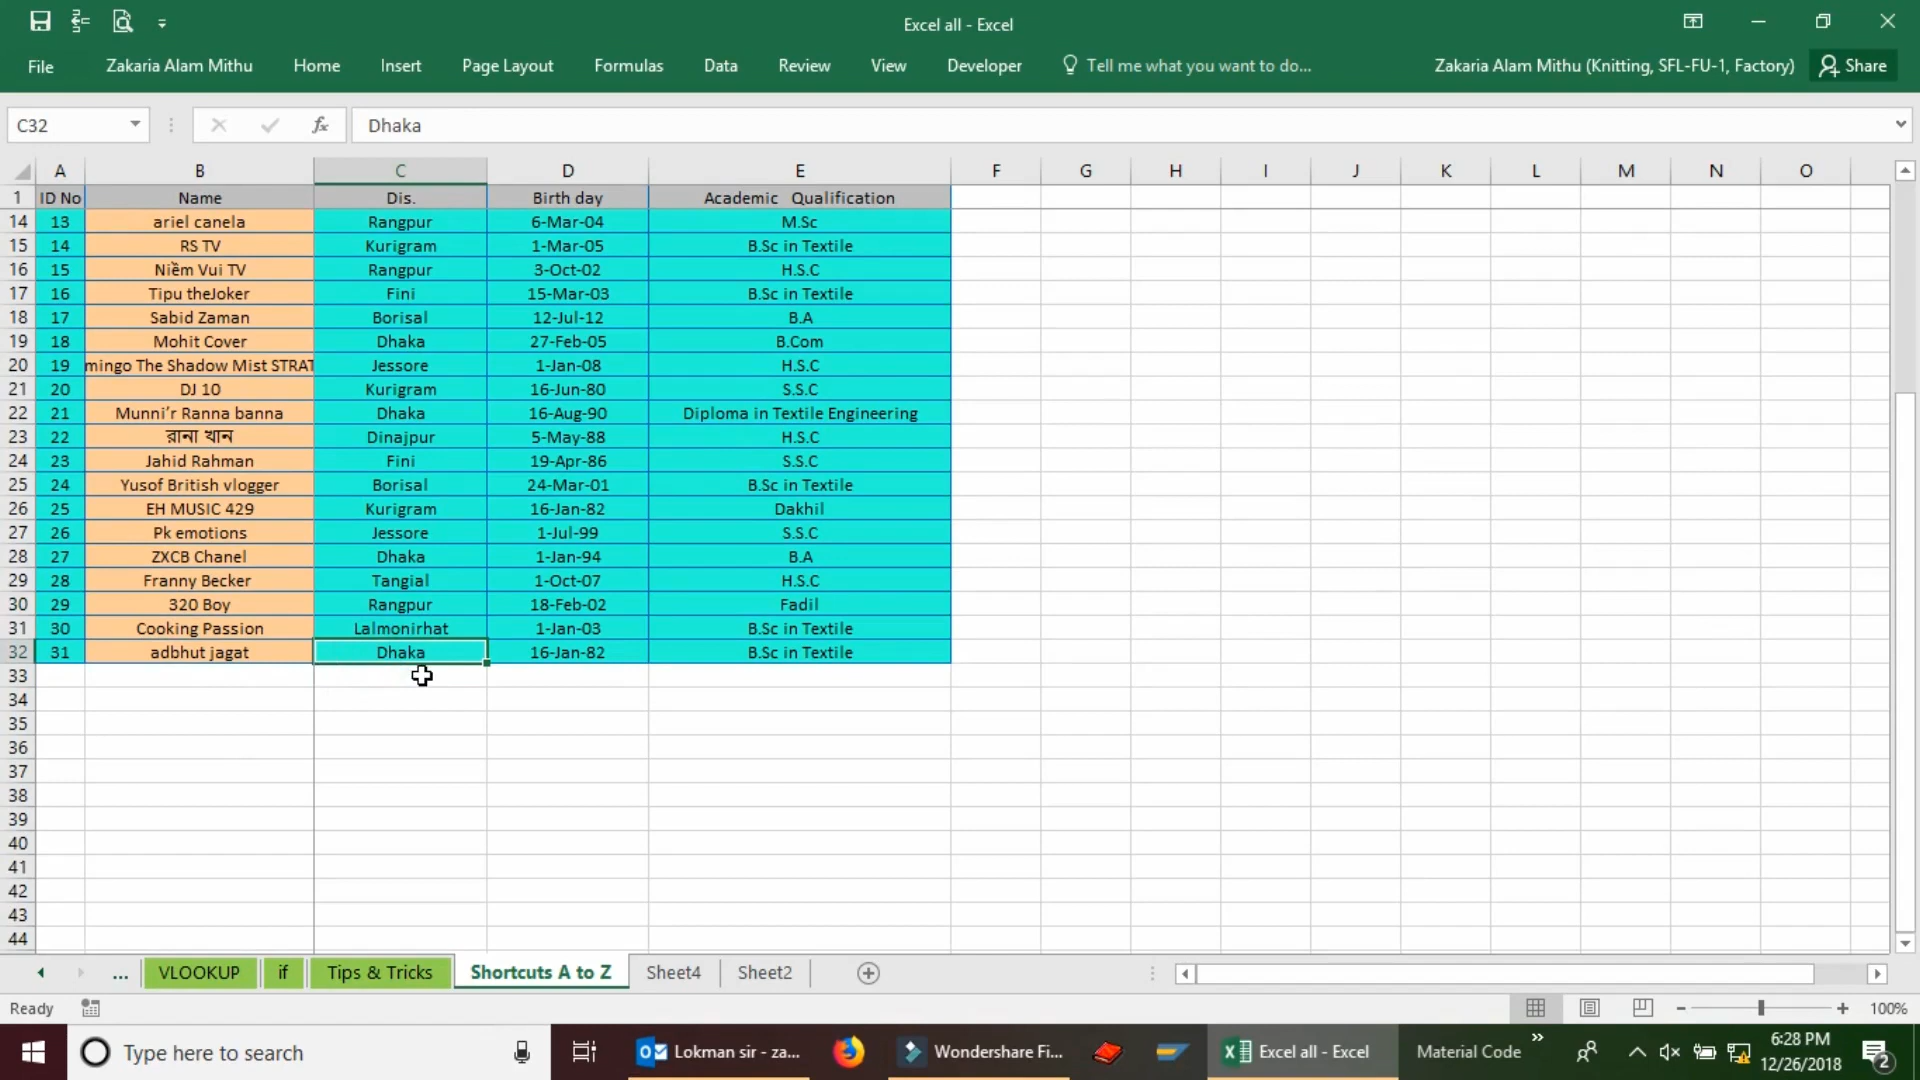 Excel all - Excel
File Zakaria Alam Mithu Home Insert Page Layout Formulas Data Review View Developer Tell me what you want to do... Zakaria Alam Mithu (Knitting, SFL-FU-1, Factory) Share
C32 fx Dhaka
A B C D E F G H I J K L M N O
1 ID No Name Dis. Birth day Academic Qualification
14 13 ariel canela Rangpur 6-Mar-04 M.Sc
15 14 RS TV Kurigram 1-Mar-05 B.Sc in Textile
16 15 Niềm Vui TV Rangpur 3-Oct-02 H.S.C
17 16 Tipu theJoker Fini 15-Mar-03 B.Sc in Textile
18 17 Sabid Zaman Borisal 12-Jul-12 B.A
19 18 Mohit Cover Dhaka 27-Feb-05 B.Com
20 19 mingo The Shadow Mist STRAT Jessore 1-Jan-08 H.S.C
21 20 DJ 10 Kurigram 16-Jun-80 S.S.C
22 21 Munni’r Ranna banna Dhaka 16-Aug-90 Diploma in Textile Engineering
23 22 রানা খান Dinajpur 5-May-88 H.S.C
24 23 Jahid Rahman Fini 19-Apr-86 S.S.C
25 24 Yusof British vlogger Borisal 24-Mar-01 B.Sc in Textile
26 25 EH MUSIC 429 Kurigram 16-Jan-82 Dakhil
27 26 Pk emotions Jessore 1-Jul-99 S.S.C
28 27 ZXCB Chanel Dhaka 1-Jan-94 B.A
29 28 Franny Becker Tangial 1-Oct-07 H.S.C
30 29 320 Boy Rangpur 18-Feb-02 Fadil
31 30 Cooking Passion Lalmonirhat 1-Jan-03 B.Sc in Textile
32 31 adbhut jagat Dhaka 16-Jan-82 B.Sc in Textile
33
34
35
36
37
38
39
40
41
42
43
44
... VLOOKUP if Tips & Tricks Shortcuts A to Z Sheet4 Sheet2
Ready 100%
Type here to search Lokman sir - za... Wondershare Fi... Excel all - Excel Material Code 6:28 PM
12/26/2018 2